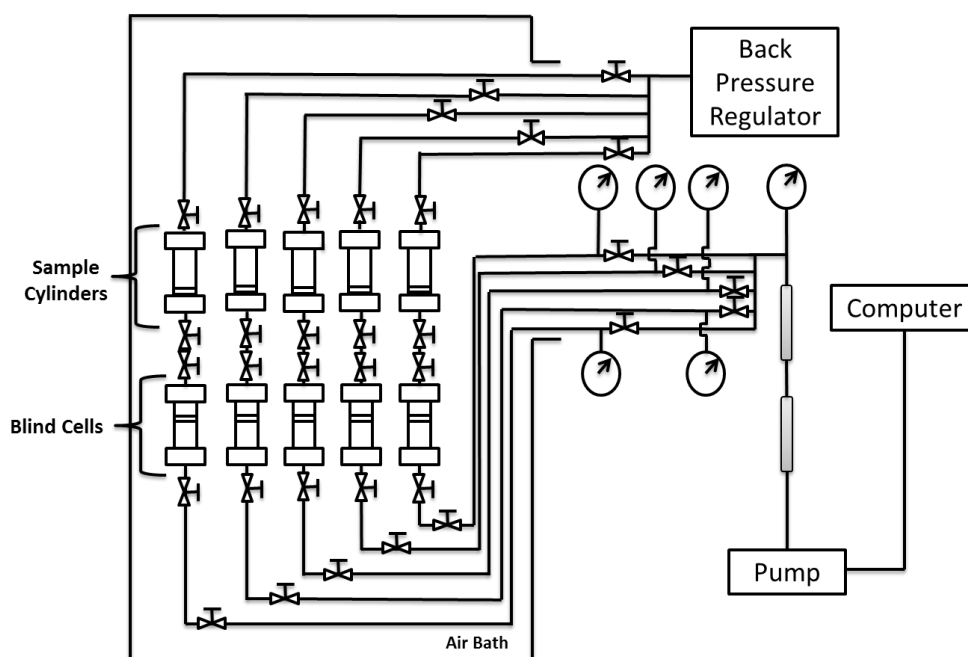 Back
Pressure
Regulator
Sample
Cylinders
Computer
Blind Cells
Pump
Air Bath